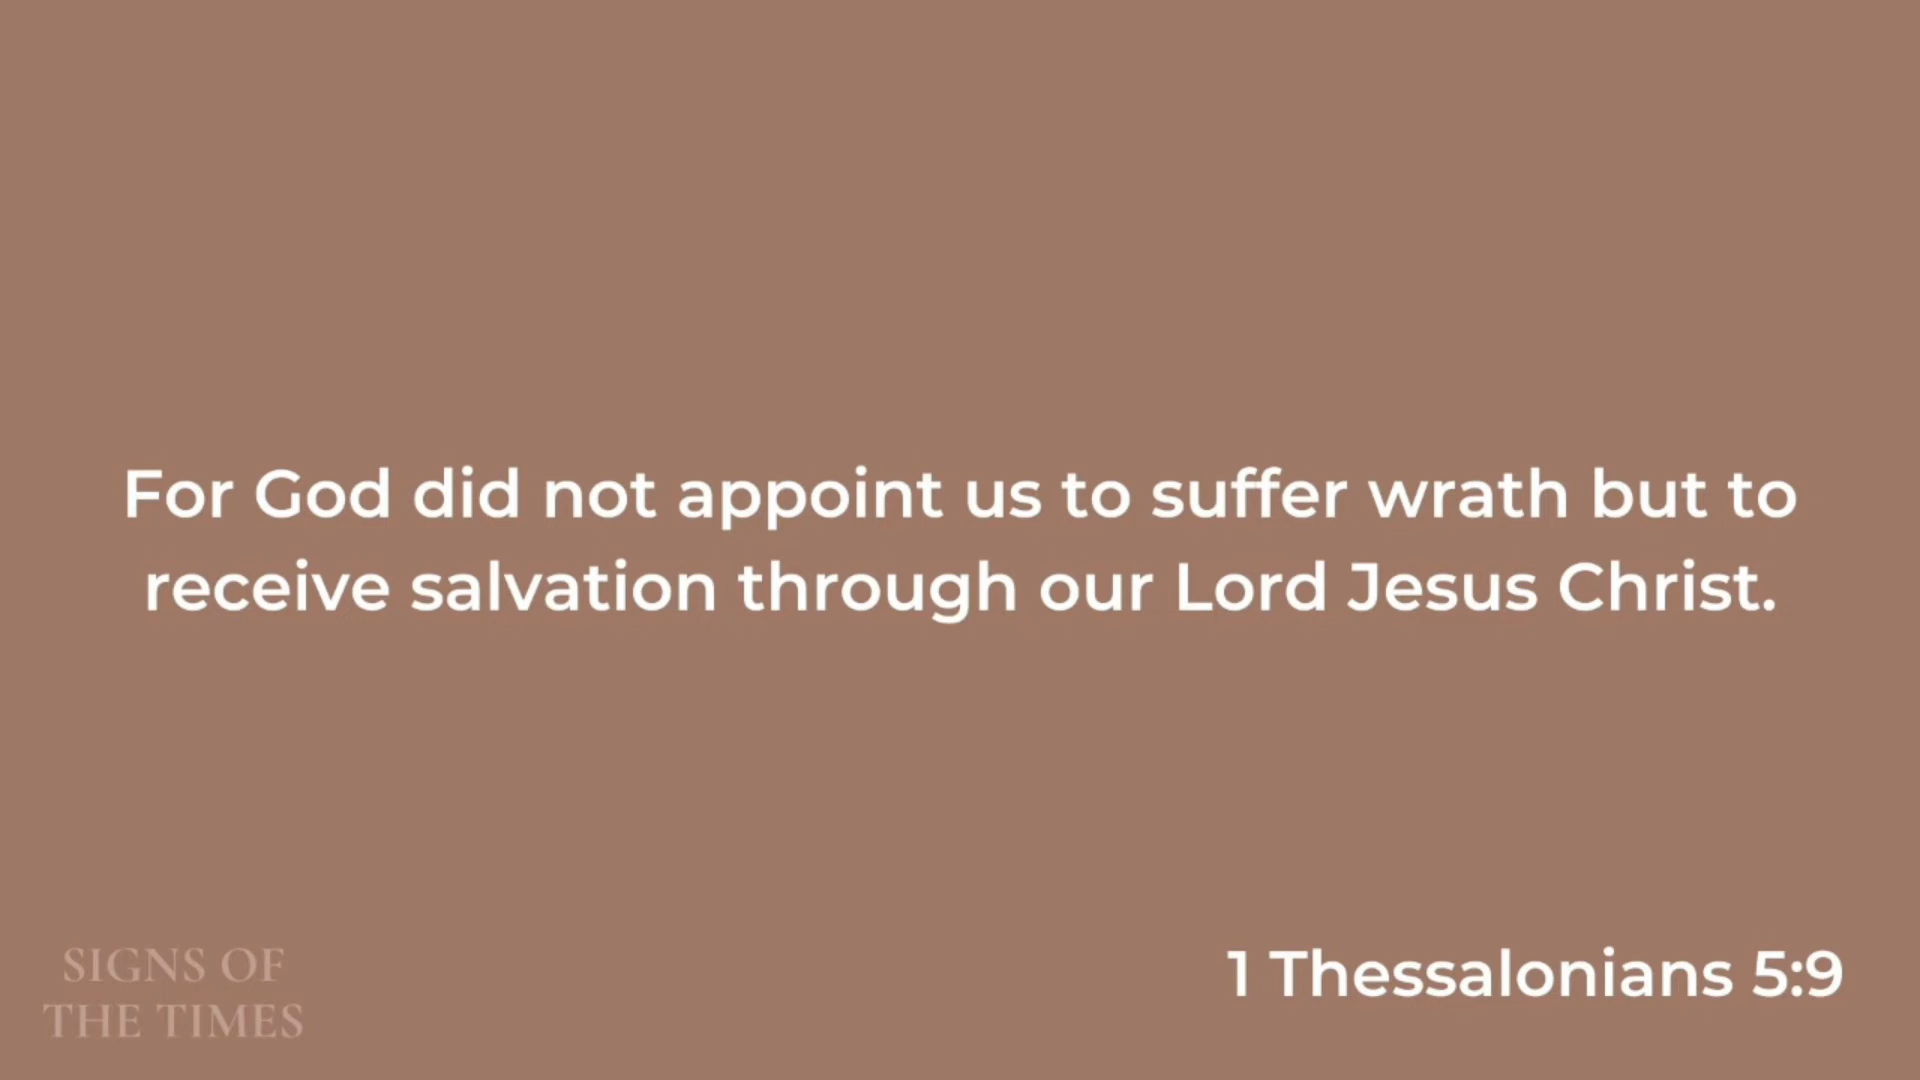 For God did not appoint us to suffer wrath but to
receive salvation through our Lord Jesus Christ.
1 Thessalonians 5:9
SIGNS OF
THE TIMES